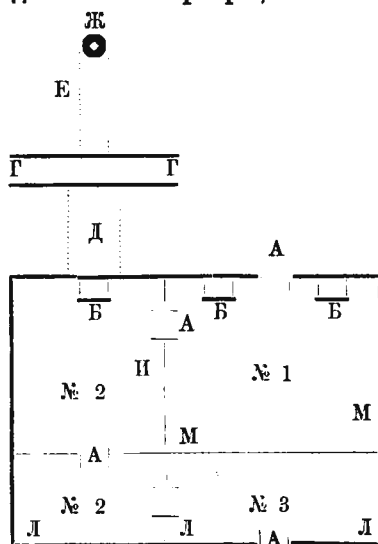 Ж
Е
Г Г
Д
А
Б Б Б
А
И
№ 2 № 1
М
М
А
№ 2 № 3
Л Л А Л